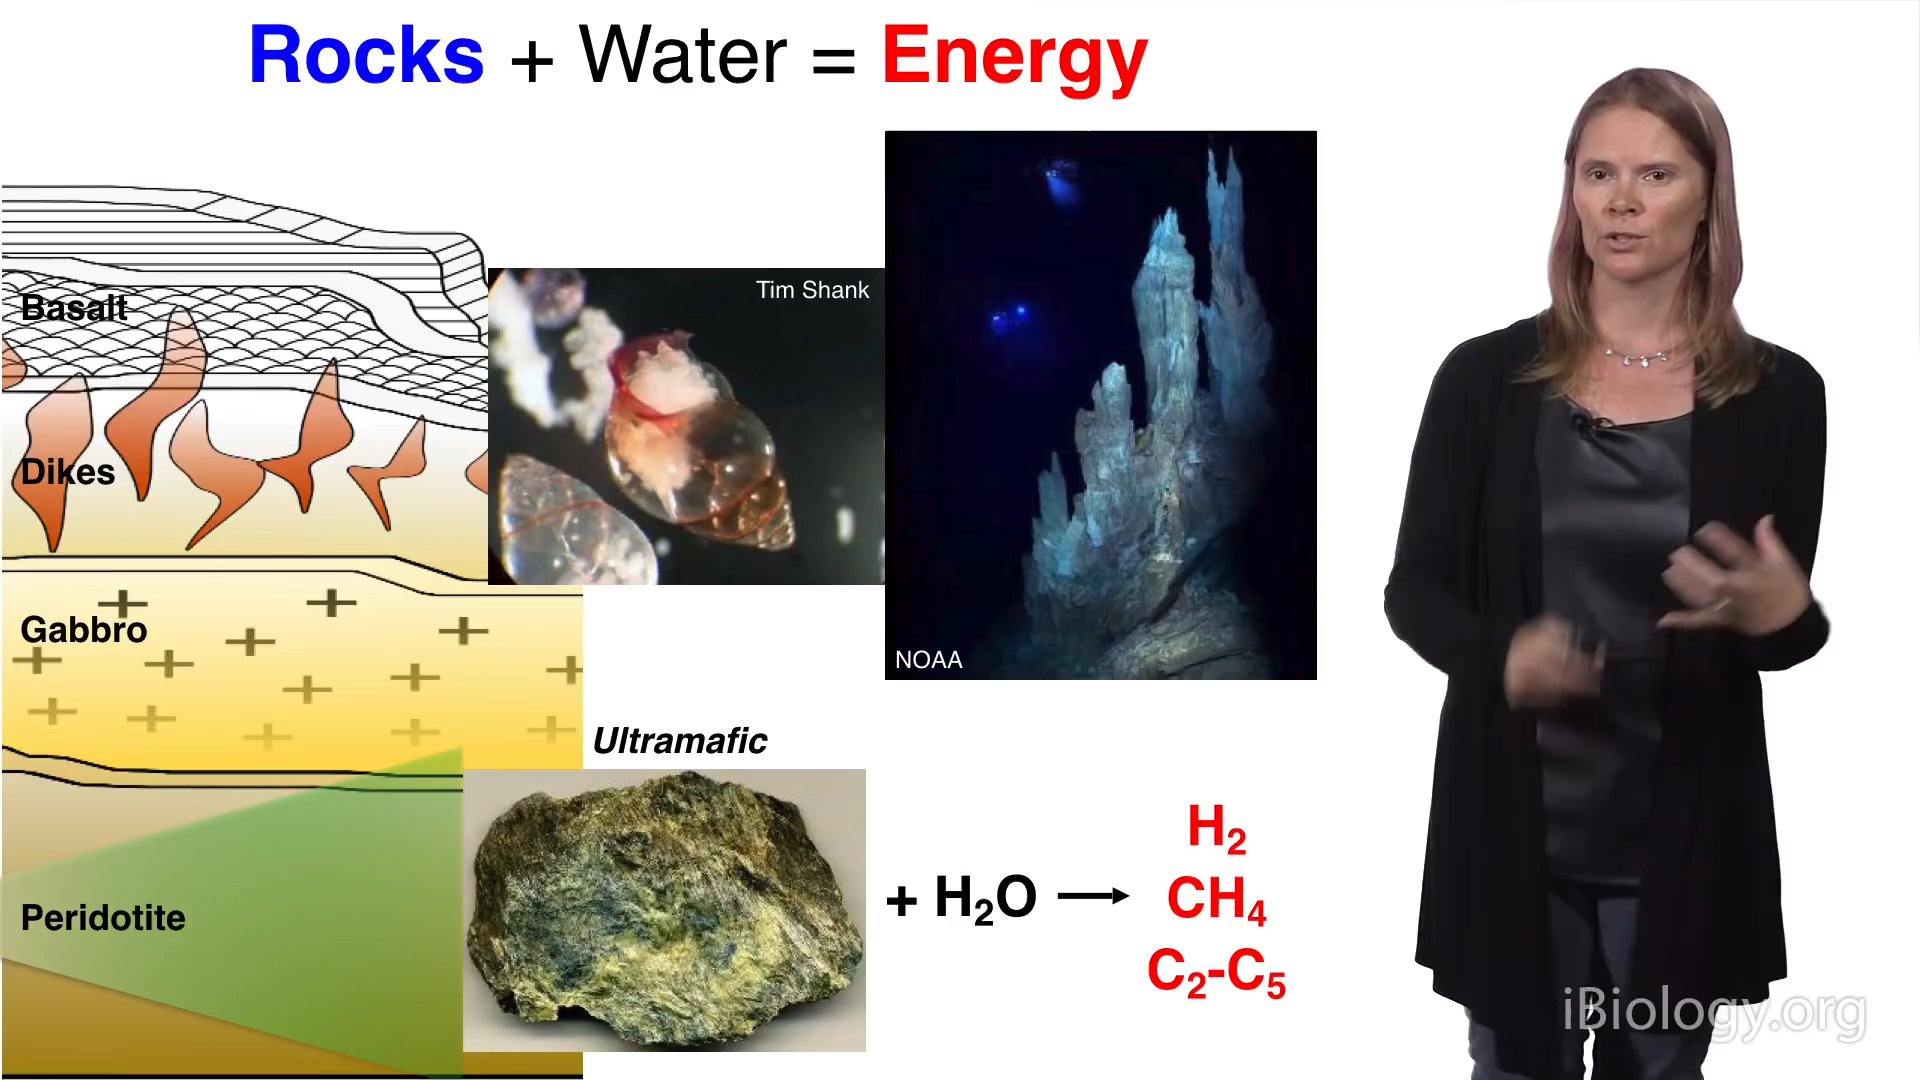 Rocks + Water = Energy
Tim Shank
Basalt
Dikes
Gabbro
NOAA
Ultramafic
Peridotite
+ H₂O ⟶
H₂
CH₄
C₂-C₅
iBiology.org